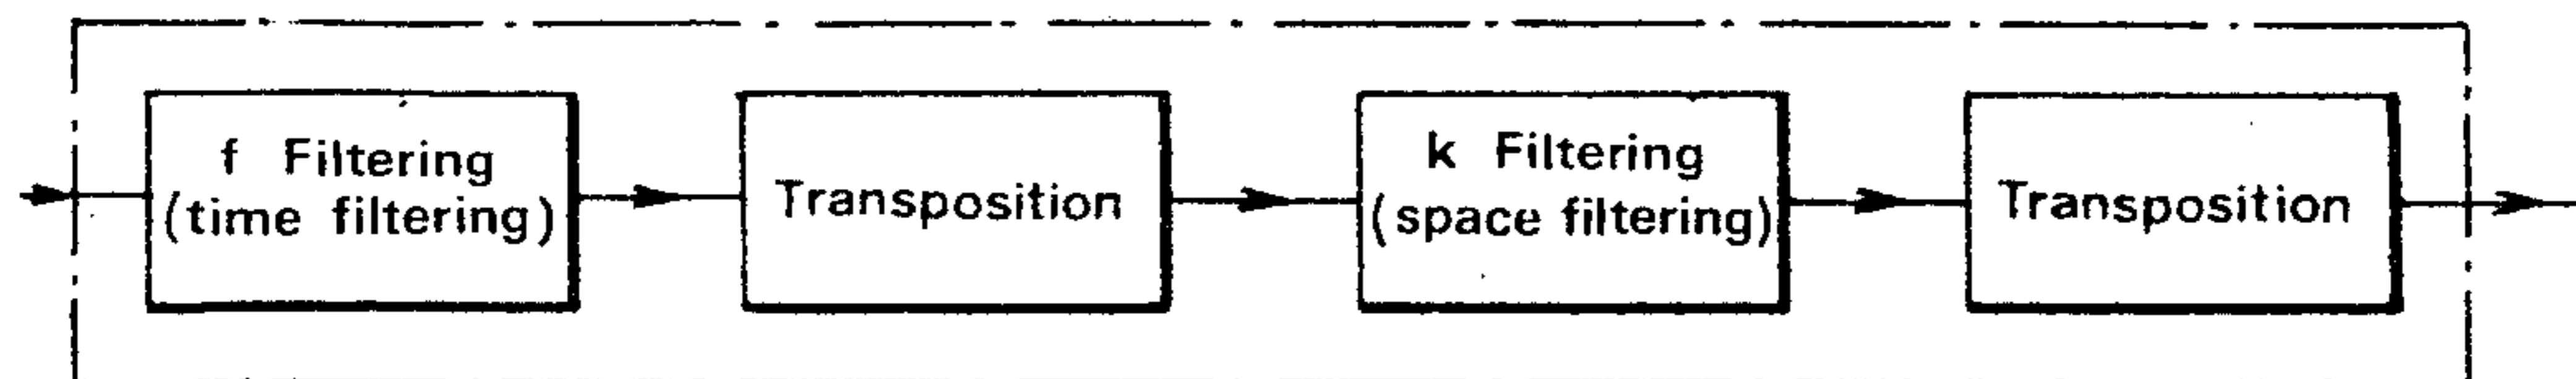 f Filtering
(time filtering)
Transposition
k Filtering
(space filtering)
Transposition